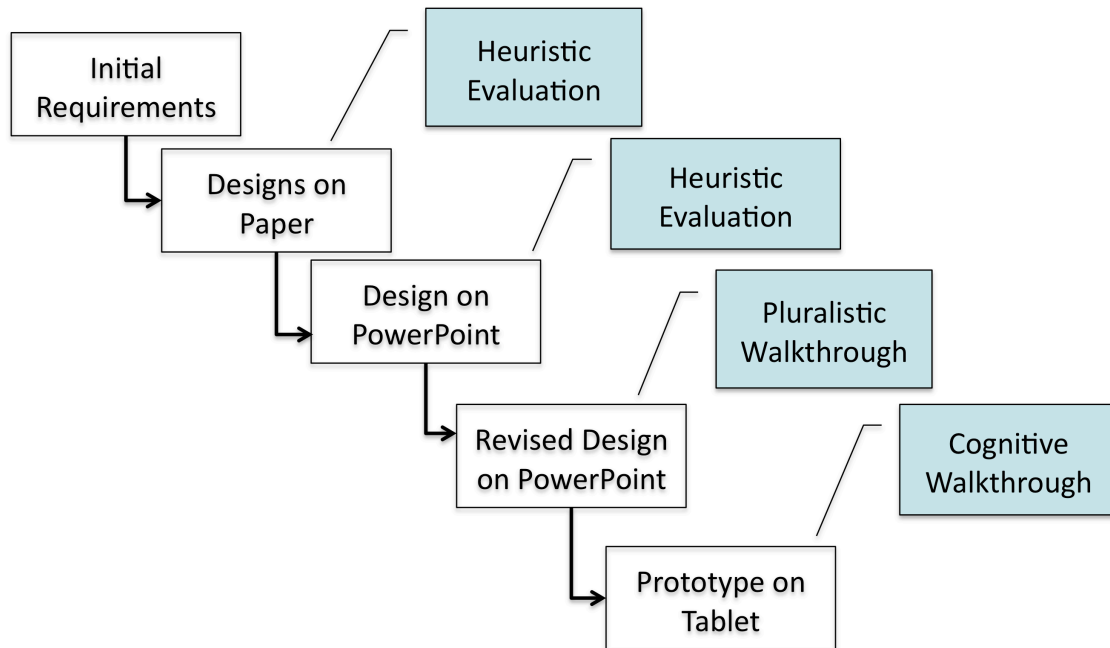 Initial
Requirements
Heuristic
Evaluation
Designs on
Paper
Heuristic
Evaluation
Design on
PowerPoint
Pluralistic
Walkthrough
Revised Design
on PowerPoint
Cognitive
Walkthrough
Prototype on
Tablet